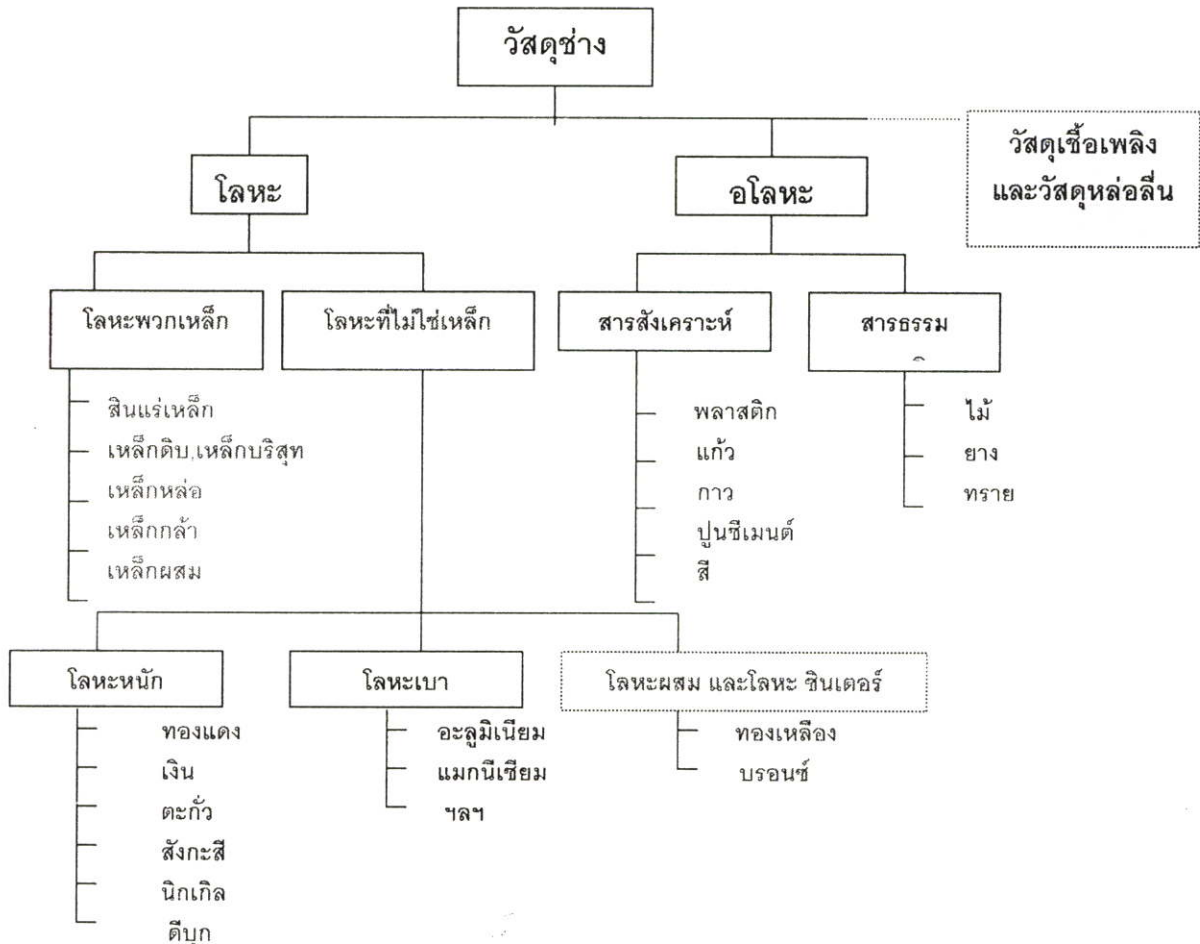 วัสดุช่าง
วัสดุเชื้อเพลิง
และวัสดุหล่อลื่น
โลหะ
อโลหะ
โลหะพวกเหล็ก
โลหะที่ไม่ใช่เหล็ก
สารสังเคราะห์
สารธรรม
สินแร่เหล็ก
เหล็กดิบ,เหล็กบริสุท
เหล็กหล่อ
เหล็กกล้า
เหล็กผสม
พลาสติก
แก้ว
กาว
ปูนซีเมนต์
สี
ไม้
ยาง
ทราย
โลหะหนัก
โลหะเบา
โลหะผสม และโลหะ ซินเตอร์
ทองแดง
เงิน
ตะกั่ว
สังกะสี
นิกเกิล
ดีบุก
อะลูมิเนียม
แมกนีเซียม
ฯลฯ
ทองเหลือง
บรอนซ์